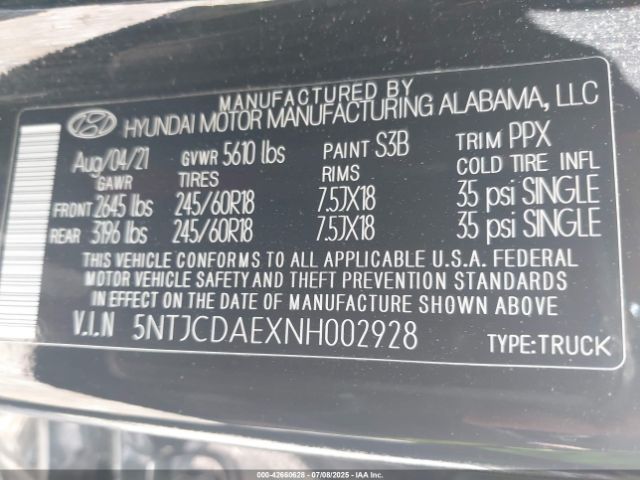 MANUFACTURED BY
HYUNDAI MOTOR MANUFACTURING ALABAMA, LLC
Aug/04/21 GVWR 5610 lbs PAINT S3B TRIM PPX
GAWR TIRES RIMS COLD TIRE INFL
FRONT 2645 lbs 245/60R18 7.5JX18 35 psi SINGLE
REAR 3196 lbs 245/60R18 7.5JX18 35 psi SINGLE
THIS VEHICLE CONFORMS TO ALL APPLICABLE U.S.A. FEDERAL
MOTOR VEHICLE SAFETY AND THEFT PREVENTION STANDARDS
IN EFFECT ON THE DATE OF MANUFACTURE SHOWN ABOVE
V.I.N 5NTJCDAEXNH002928 TYPE:TRUCK
000-42660628 - 07/08/2025 - IAAI.com